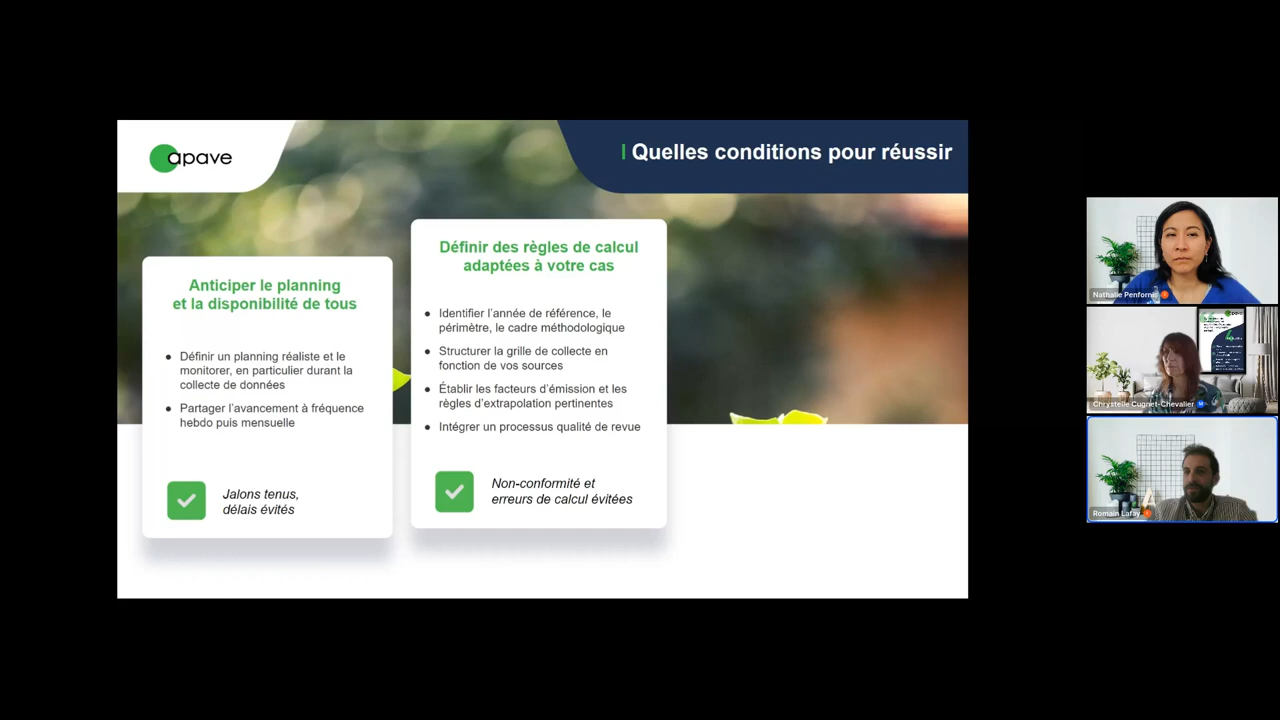 apave
| Quelles conditions pour réussir
Anticiper le planning
et la disponibilité de tous
Définir un planning réaliste et le
monitorer, en particulier durant la
collecte de données
Partager l’avancement à fréquence
hebdo puis mensuelle
Jalons tenus,
délais évités
Définir des règles de calcul
adaptées à votre cas
Identifier l’année de référence, le
périmètre, le cadre méthodologique
Structurer la grille de collecte en
fonction de vos sources
Établir les facteurs d’émission et les
règles d’extrapolation pertinentes
Intégrer un processus qualité de revue
Non-conformité et
erreurs de calcul évitées
Nathalie Penfornis
Chrystelle Cugnet-Chevalier
Romain Lafay